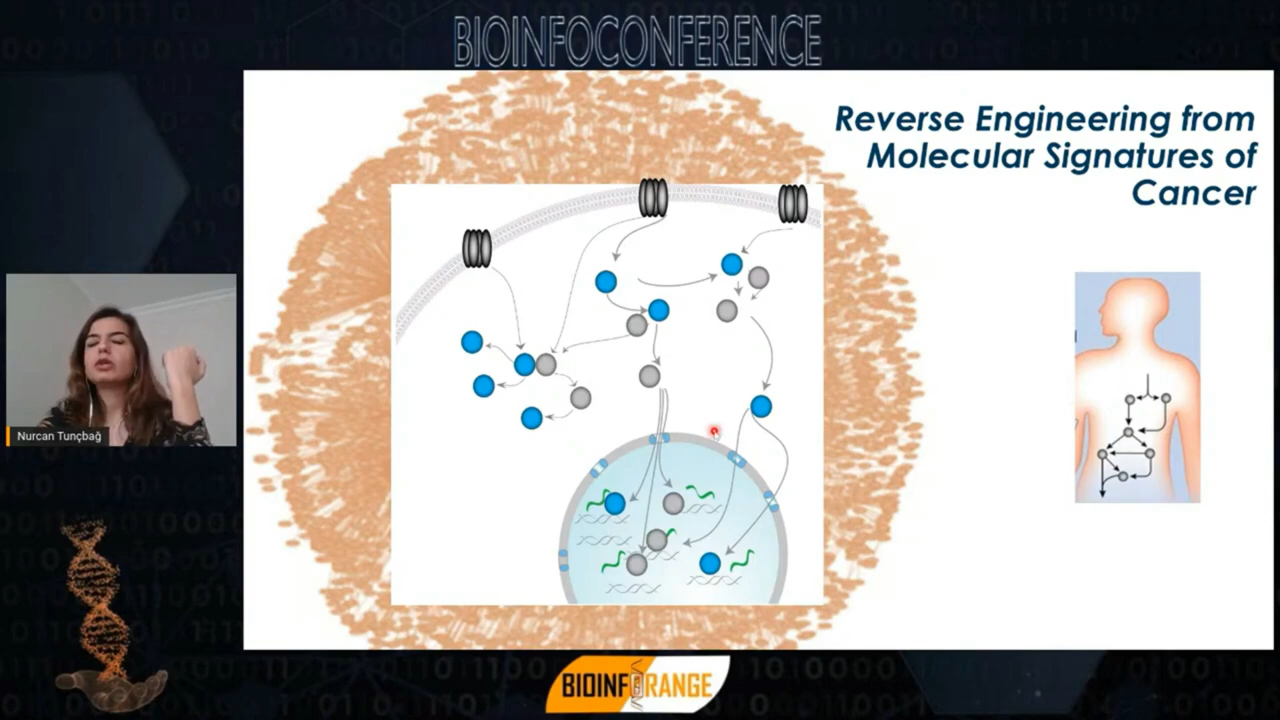 BIOINFOCONFERENCE
Reverse Engineering from
Molecular Signatures of
Cancer
Nurcan Tunçbağ
BIOINFORANGE